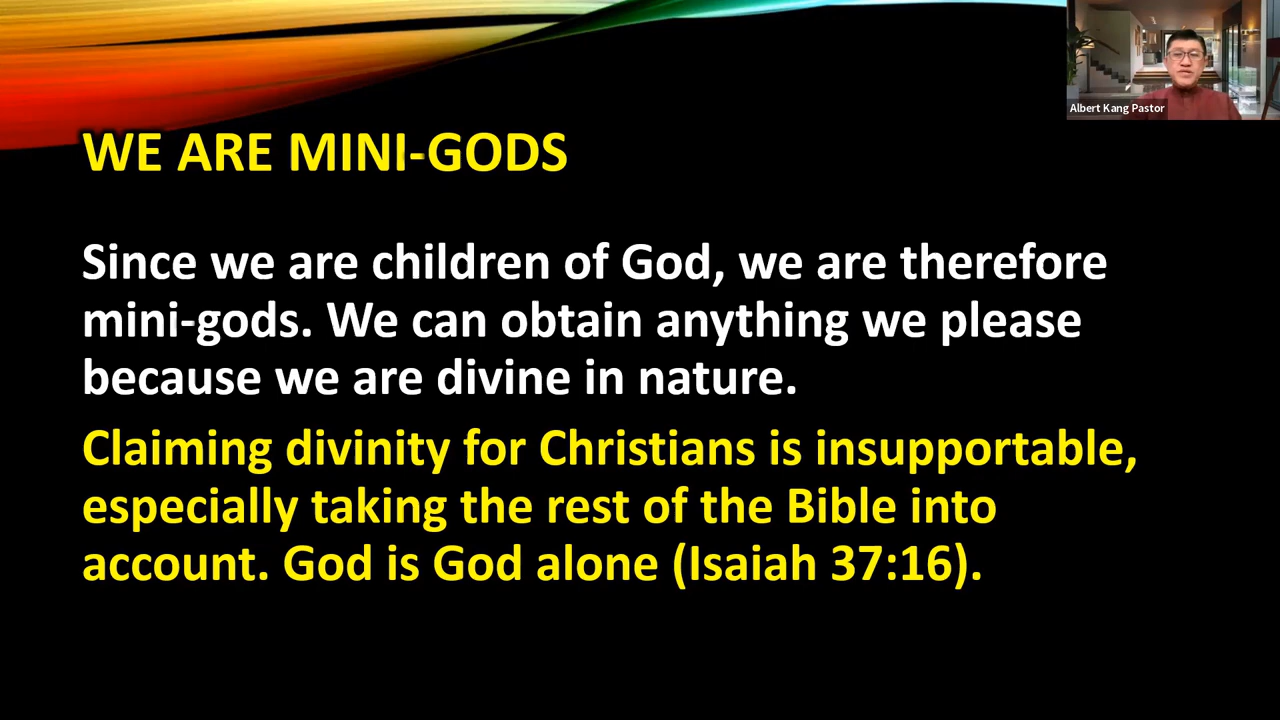 Albert Kang Pastor
WE ARE MINI-GODS
Since we are children of God, we are therefore
mini-gods. We can obtain anything we please
because we are divine in nature.
Claiming divinity for Christians is insupportable,
especially taking the rest of the Bible into
account. God is God alone (Isaiah 37:16).